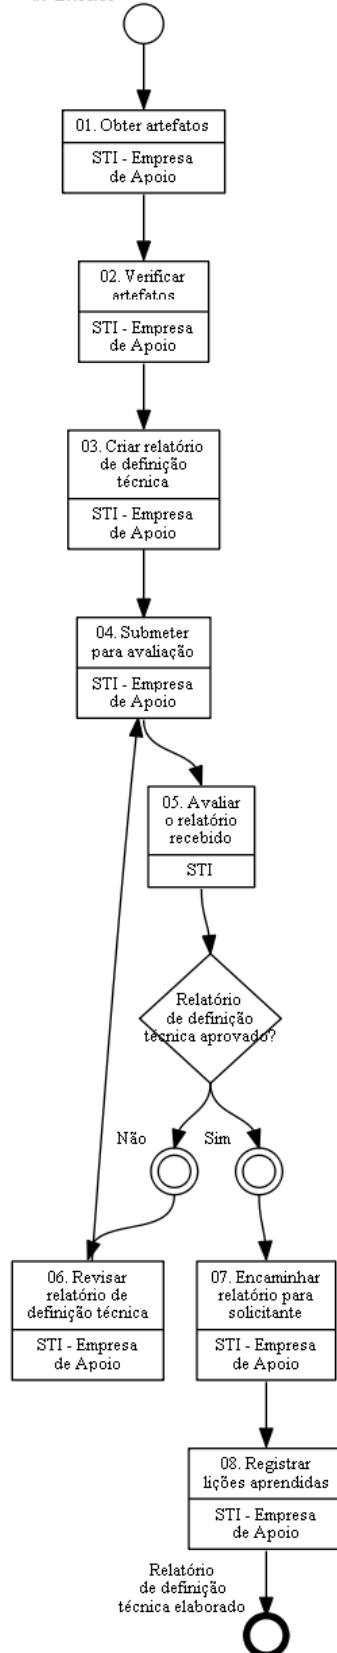 01. Obter artefatos
STI - Empresa
de Apoio
02. Verificar
artefatos
STI - Empresa
de Apoio
03. Criar relatório
de definição
técnica
STI - Empresa
de Apoio
04. Submeter
para avaliação
STI - Empresa
de Apoio
05. Avaliar
o relatório
recebido
STI
Relatório
de definição
técnica aprovado?
Não
Sim
06. Revisar
relatório de
definição técnica
STI - Empresa
de Apoio
07. Encaminhar
relatório para
solicitante
STI - Empresa
de Apoio
08. Registrar
lições aprendidas
STI - Empresa
de Apoio
Relatório
de definição
técnica elaborado